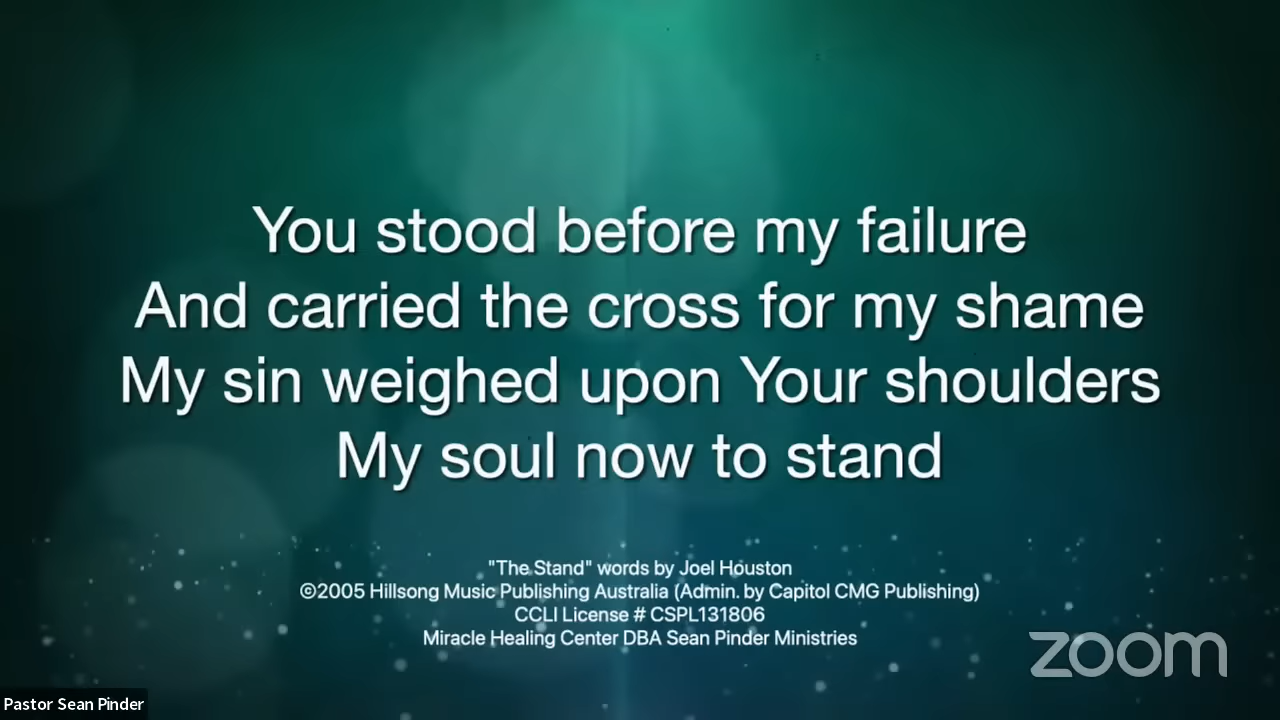 You stood before my failure
And carried the cross for my shame
My sin weighed upon Your shoulders
My soul now to stand
"The Stand" words by Joel Houston
©2005 Hillsong Music Publishing Australia (Admin. by Capitol CMG Publishing)
CCLI License # CSPL131806
Miracle Healing Center DBA Sean Pinder Ministries
zoom
Pastor Sean Pinder